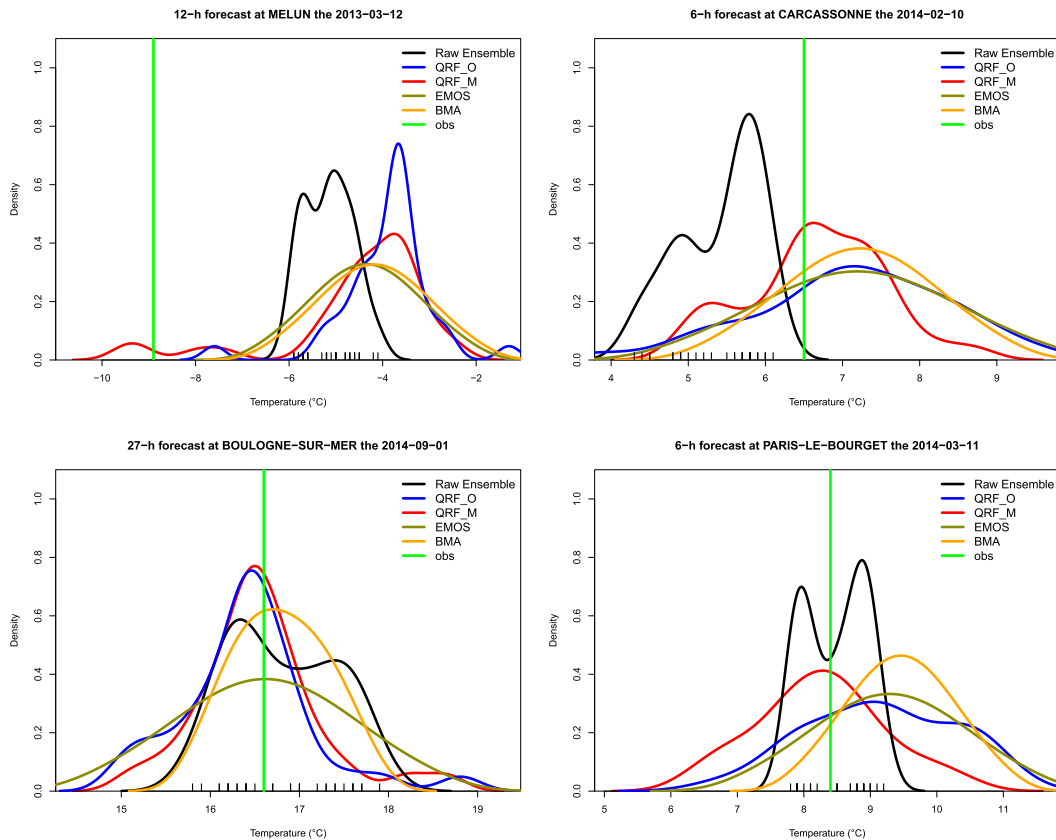 12−h forecast at MELUN the 2013−03−12
Density
0.0 0.2 0.4 0.6 0.8 1.0
Raw Ensemble
QRF_O
QRF_M
EMOS
BMA
obs
−10 −8 −6 −4 −2
Temperature (°C)
6−h forecast at CARCASSONNE the 2014−02−10
Density
0.0 0.2 0.4 0.6 0.8 1.0
Raw Ensemble
QRF_O
QRF_M
EMOS
BMA
obs
4 5 6 7 8 9
Temperature (°C)
27−h forecast at BOULOGNE−SUR−MER the 2014−09−01
Density
0.0 0.2 0.4 0.6 0.8 1.0
Raw Ensemble
QRF_O
QRF_M
EMOS
BMA
obs
15 16 17 18 19
Temperature (°C)
6−h forecast at PARIS−LE−BOURGET the 2014−03−11
Density
0.0 0.2 0.4 0.6 0.8 1.0
Raw Ensemble
QRF_O
QRF_M
EMOS
BMA
obs
5 6 7 8 9 10 11
Temperature (°C)